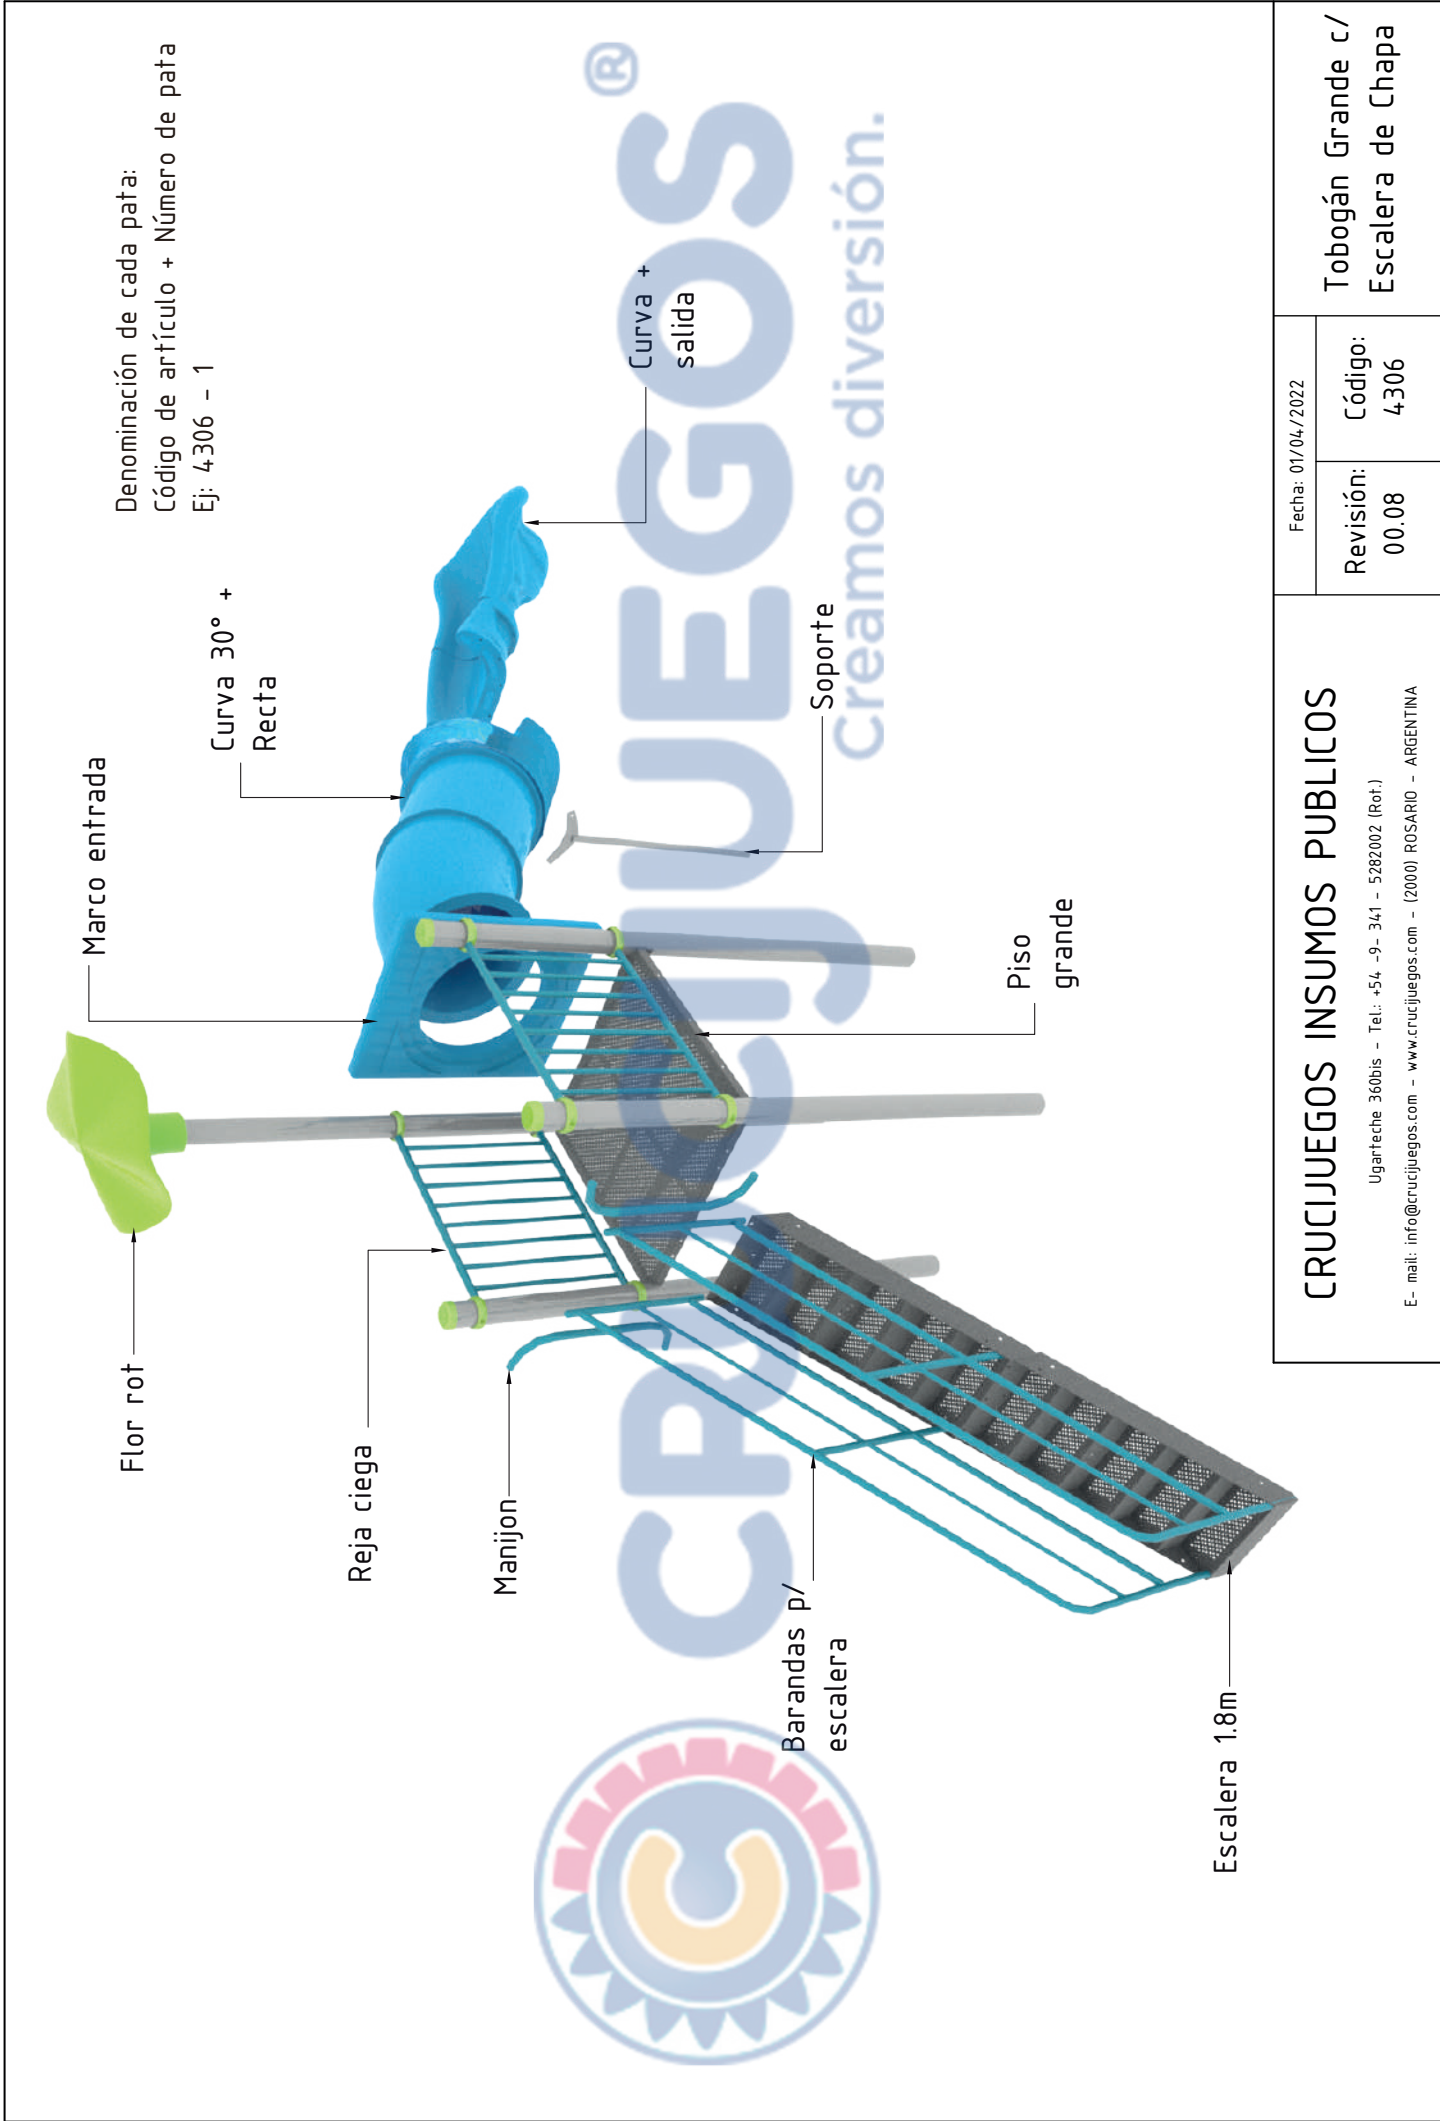 Denominación de cada pata:
Código de artículo + Número de pata
Ej: 4306 - 1
Flor rot
Marco entrada
Curva 30° +
Recta
Reja ciega
Manijon
Curva +
salida
Barandas p/
escalera
Soporte
Piso
grande
Escalera 1.8m
CRUCIJUEGOS®
Creamos diversión.
CRUCIJUEGOS INSUMOS PUBLICOS
Ugarteche 360bis - Tel.: +54 -9- 341 - 5282002 (Rot.)
E- mail: info@crucijuegos.com - www.crucijuegos.com - (2000) ROSARIO - ARGENTINA
Fecha: 01/04/2022
Revisión:
00.08
Código:
4306
Tobogán Grande c/
Escalera de Chapa